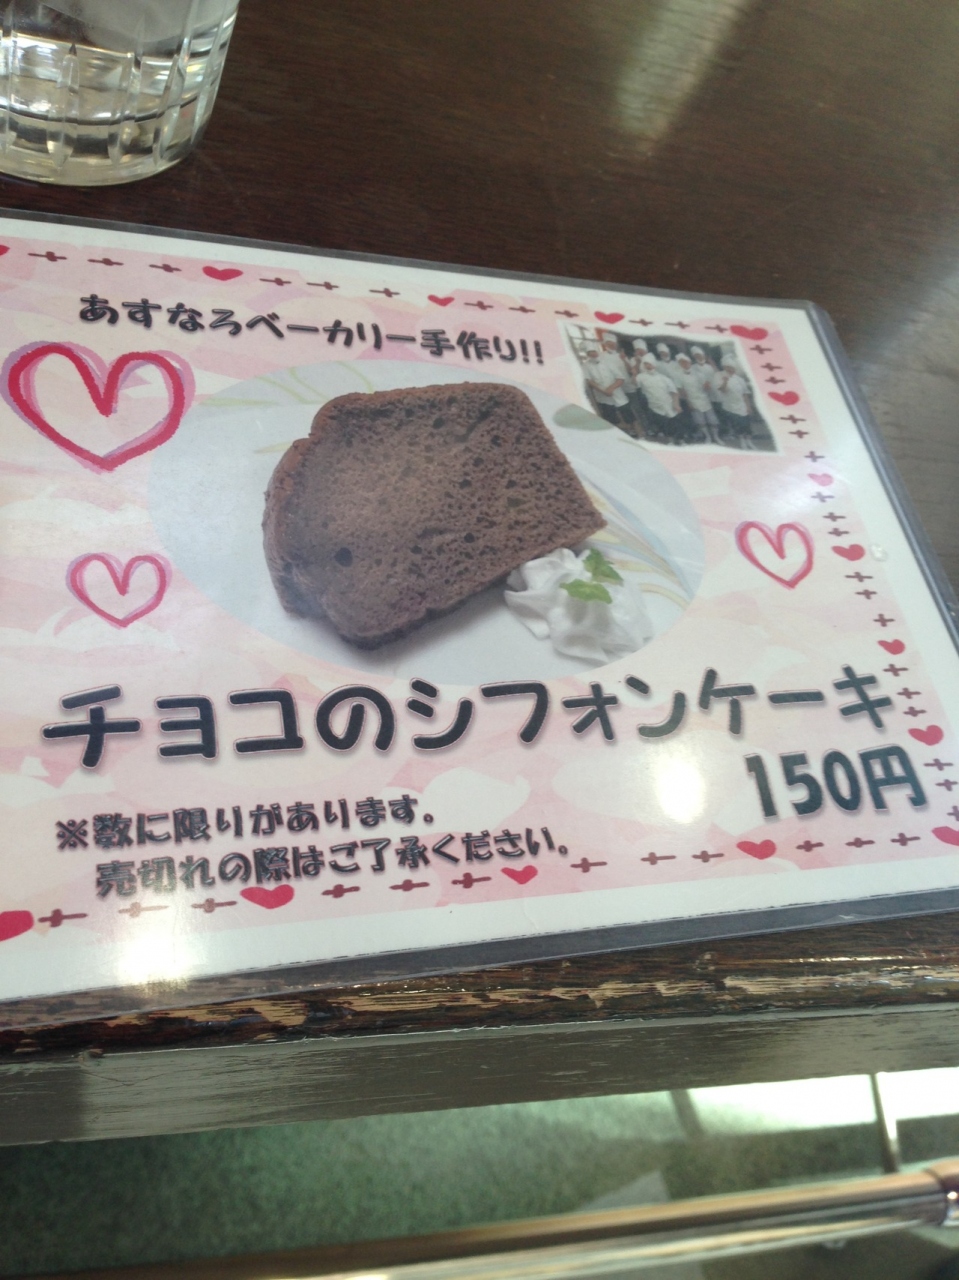 あすなろベーカリー手作り!!
チョコのシフォンケーキ
150円
※数に限りがあります。
売切れの際はご了承ください。